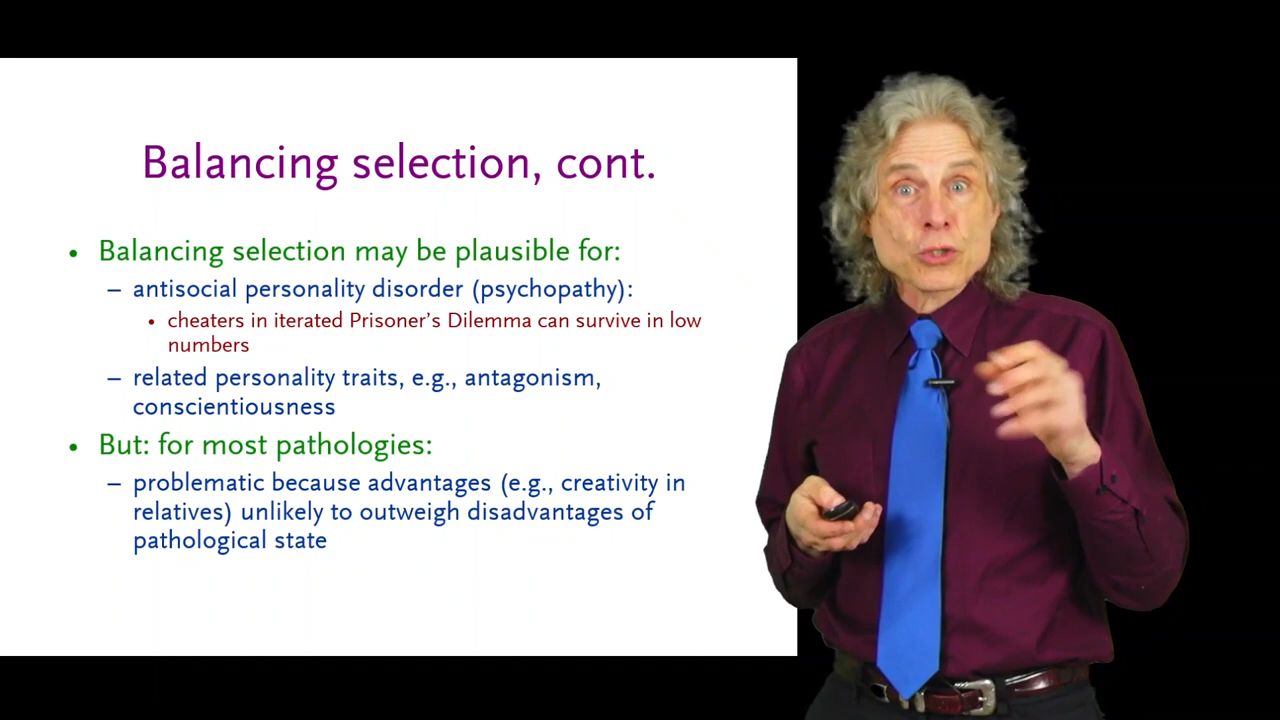 Balancing selection, cont.
• Balancing selection may be plausible for:
– antisocial personality disorder (psychopathy):
• cheaters in iterated Prisoner's Dilemma can survive in low
numbers
– related personality traits, e.g., antagonism,
conscientiousness
• But: for most pathologies:
– problematic because advantages (e.g., creativity in
relatives) unlikely to outweigh disadvantages of
pathological state